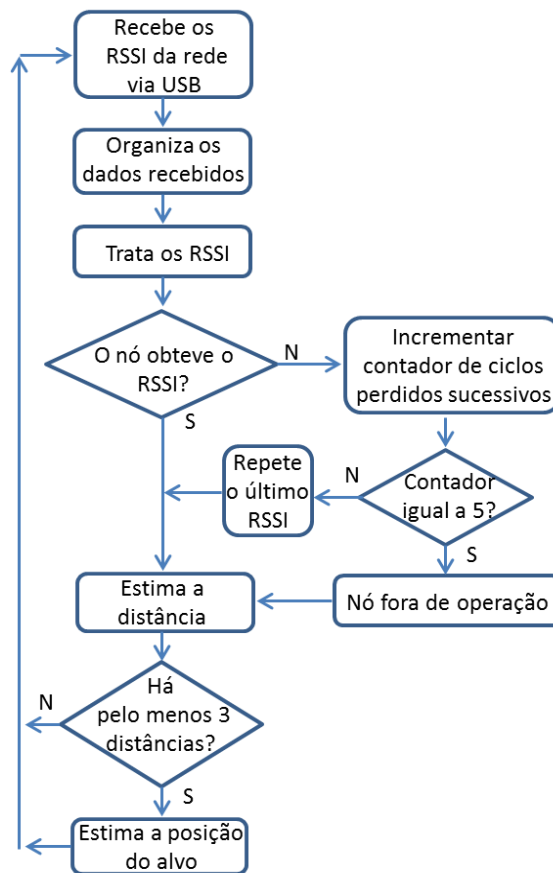 Recebe os
RSSI da rede
via USB
Organiza os
dados recebidos
Trata os RSSI
O nó obteve o
RSSI?
N
S
Incrementar
contador de ciclos
perdidos sucessivos
Contador
igual a 5?
N
S
Repete
o último
RSSI
Nó fora de operação
Estima a
distância
Há
pelo menos 3
distâncias?
N
S
Estima a posição
do alvo